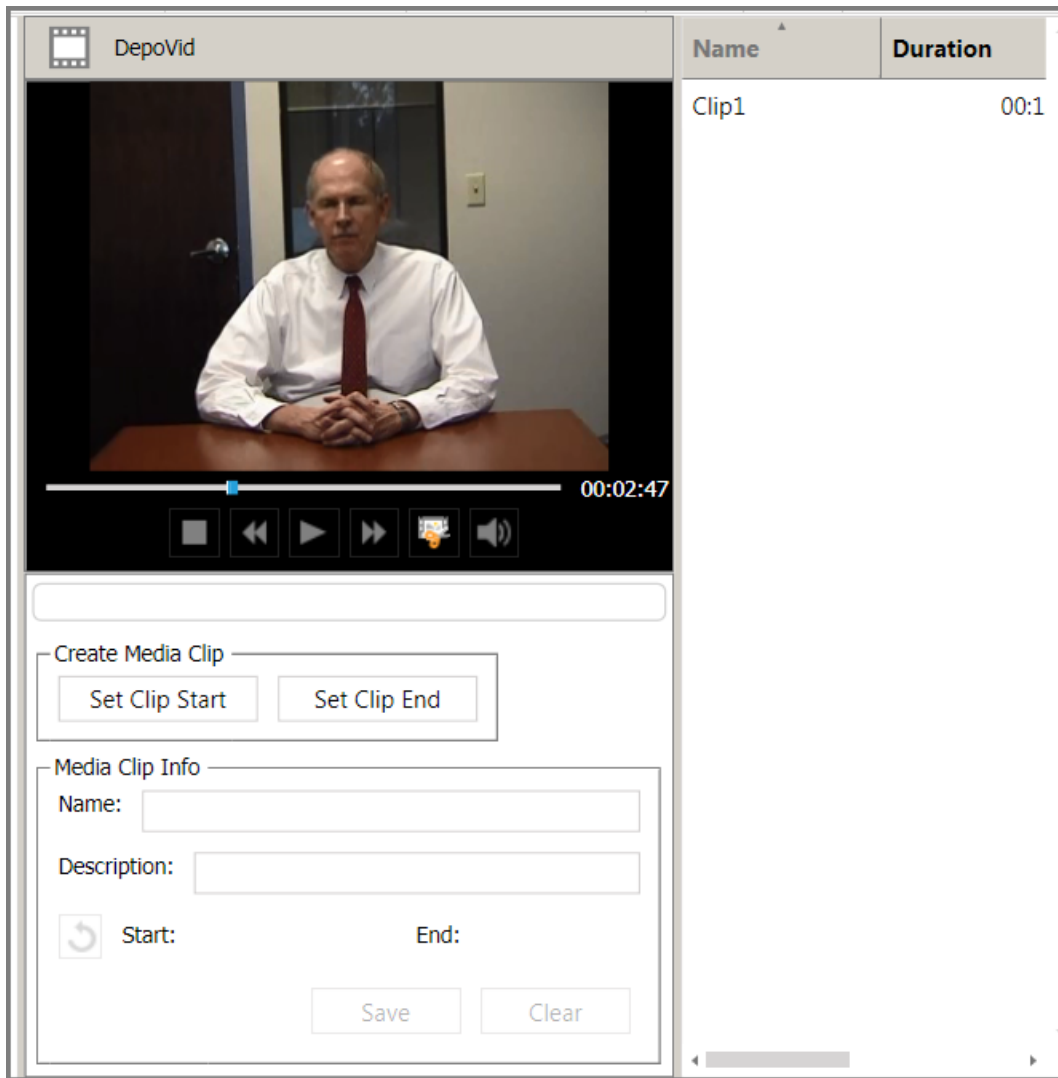 DepoVid
Name Duration
Clip1 00:1
00:02:47
Create Media Clip
Set Clip Start Set Clip End
Media Clip Info
Name:
Description:
Start: End:
Save Clear